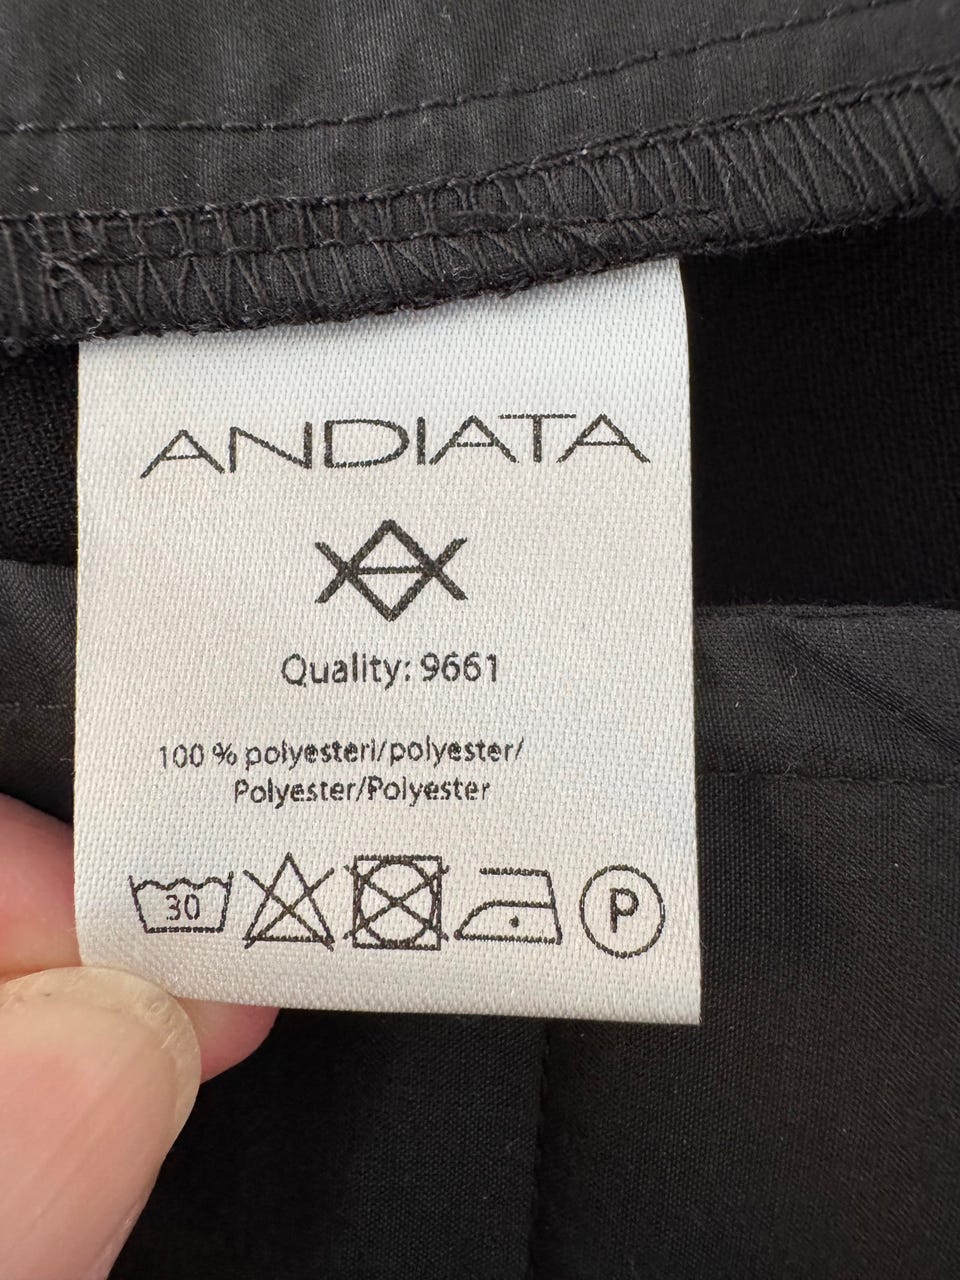 ANDIATA
Quality: 9661
100 % polyesteri/polyester/
Polyester/Polyester
30 P